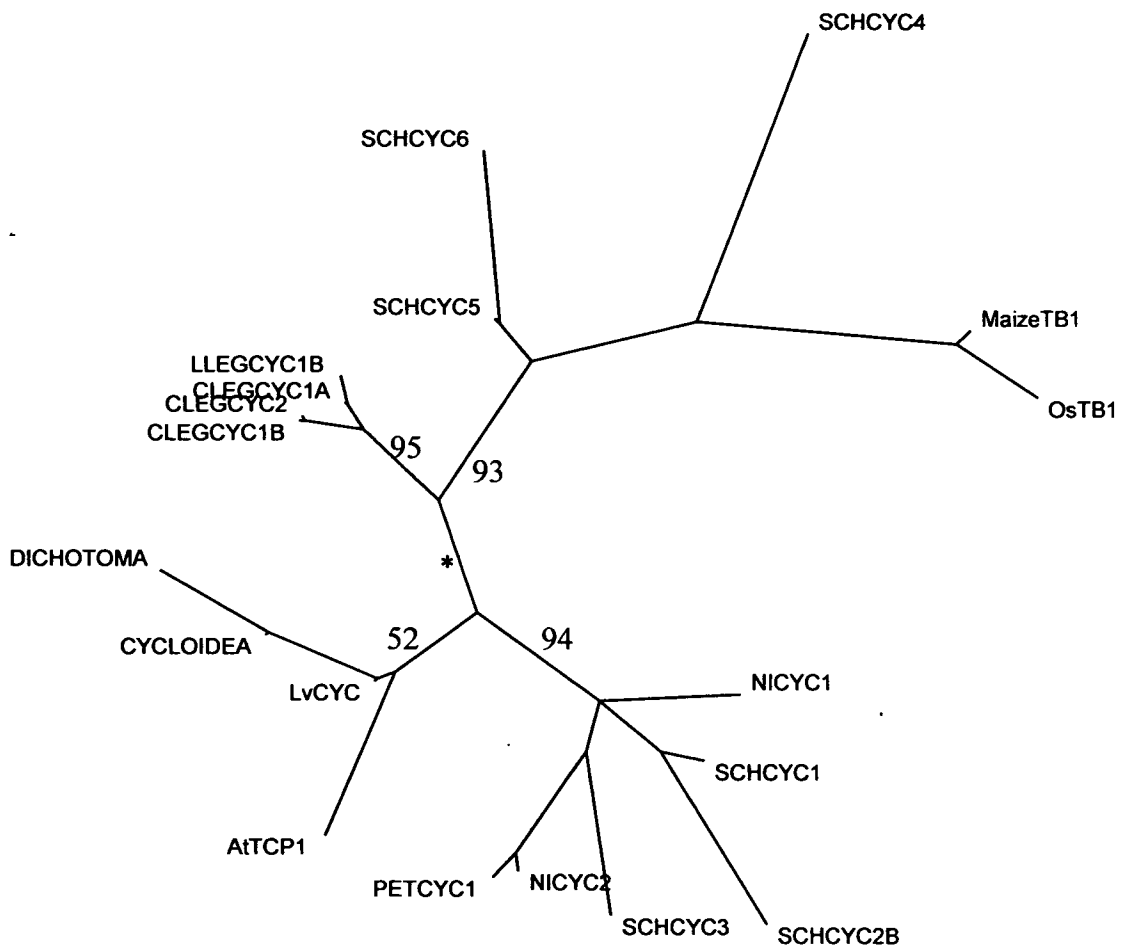 SCHCYC4
SCHCYC6
SCHCYC5
MaizeTB1
LLEGCYC1B
CLEGCYC1A
CLEGCYC2
OsTB1
CLEGCYC1B
95
93
DICHOTOMA
*
CYCLOIDEA
52
94
LvCYC
NICYC1
SCHCYC1
AtTCP1
PETCYC1
NICYC2
SCHCYC3
SCHCYC2B